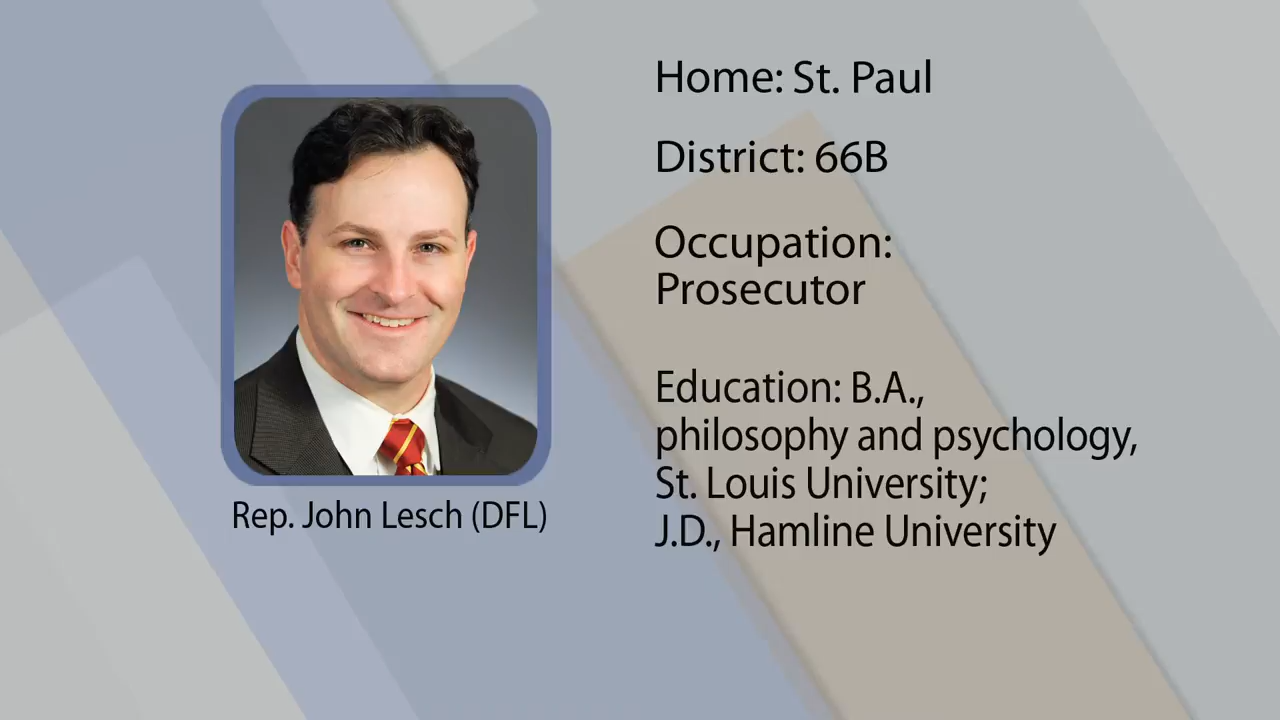 Home: St. Paul
District: 66B
Occupation:
Prosecutor
Education: B.A.,
philosophy and psychology,
St. Louis University;
J.D., Hamline University
Rep. John Lesch (DFL)